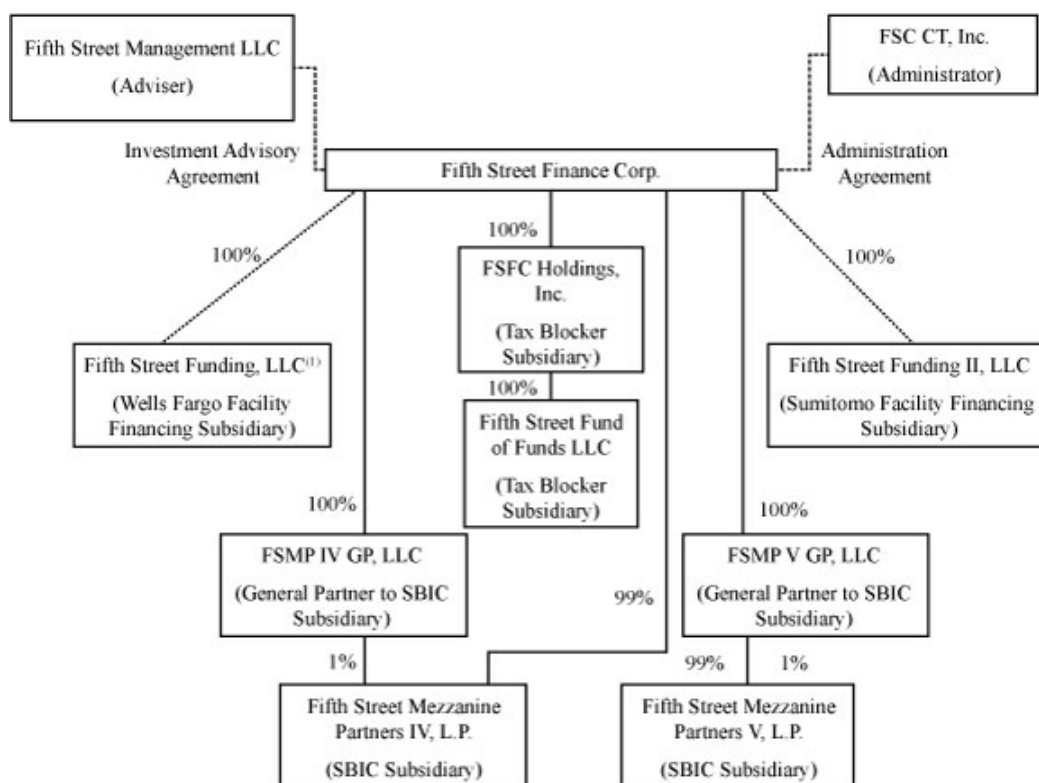 Fifth Street Management LLC
(Adviser)
FSC CT, Inc.
(Administrator)
Investment Advisory
Agreement
Fifth Street Finance Corp.
Administration
Agreement
100%
100%
100%
FSFC Holdings,
Inc.
(Tax Blocker
Subsidiary)
Fifth Street Funding, LLC(1)
(Wells Fargo Facility
Financing Subsidiary)
Fifth Street Funding II, LLC
(Sumitomo Facility Financing
Subsidiary)
100%
Fifth Street Fund
of Funds LLC
(Tax Blocker
Subsidiary)
100%
100%
FSMP IV GP, LLC
(General Partner to SBIC
Subsidiary)
99%
FSMP V GP, LLC
(General Partner to SBIC
Subsidiary)
1%
99%
1%
Fifth Street Mezzanine
Partners IV, L.P.
(SBIC Subsidiary)
Fifth Street Mezzanine
Partners V, L.P.
(SBIC Subsidiary)